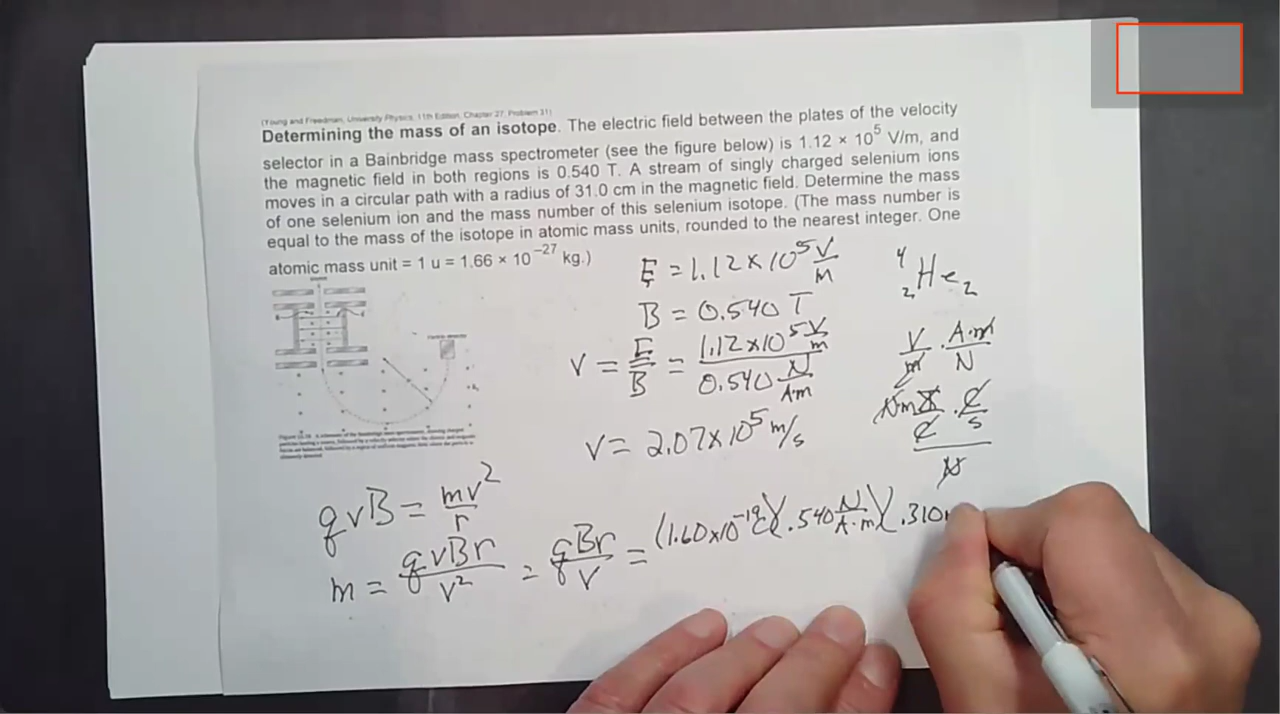 (Young and Freedman, University Physics, 11th Edition, Chapter 27, Problem 31)
Determining the mass of an isotope. The electric field between the plates of the velocity
selector in a Bainbridge mass spectrometer (see the figure below) is 1.12 × 10^5 V/m, and
the magnetic field in both regions is 0.540 T. A stream of singly charged selenium ions
moves in a circular path with a radius of 31.0 cm in the magnetic field. Determine the mass
of one selenium ion and the mass number of this selenium isotope. (The mass number is
equal to the mass of the isotope in atomic mass units, rounded to the nearest integer. One
atomic mass unit = 1 u = 1.66 × 10^−27 kg.)
E = 1.12 × 10^5 V/m
^4_2 He_2
B = 0.540 T
V = E/B = 1.12×10^5 V/m / 0.540 N/A·m
V/m · A·m/N
NmX/C · C/s / N
V = 2.07×10^5 m/s
qvB = mv^2/r
m = qvBr/v^2 = qBr/v = (1.60×10^-19 C)(.540 N/A·m)(.310